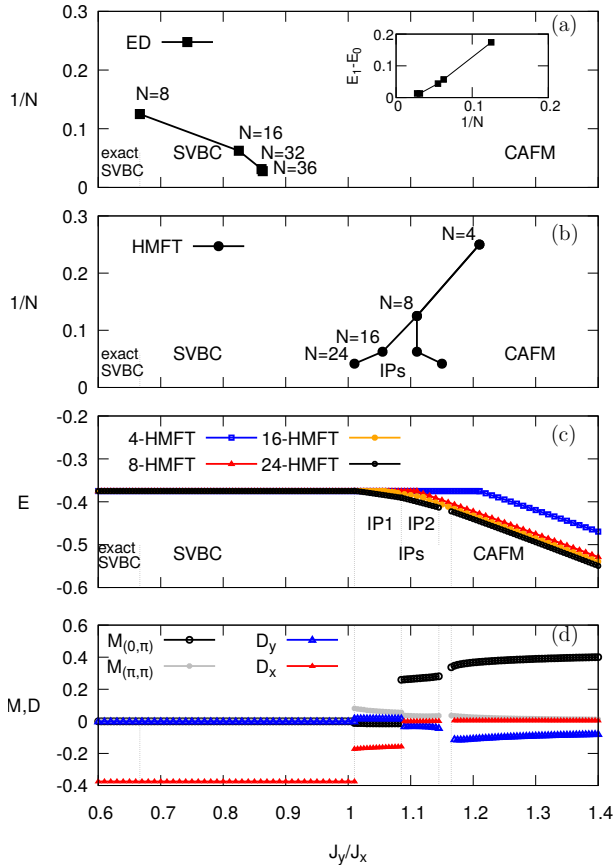 (a)
ED
0.3
0.2
0.1
0
1/N
N=8
N=16
N=32
N=36
exact
SVBC
SVBC
CAFM
E₁-E₀
0.2
0.1
0
0
0.1
0.2
1/N
(b)
HMFT
0.3
0.2
0.1
0
1/N
N=4
N=8
N=16
N=24
IPs
exact
SVBC
SVBC
CAFM
(c)
4-HMFT
16-HMFT
8-HMFT
24-HMFT
-0.2
-0.3
-0.4
-0.5
-0.6
E
IP1
IP2
IPs
exact
SVBC
SVBC
CAFM
(d)
M(0,π)
Dy
M(π,π)
Dx
0.6
0.4
0.2
0
-0.2
-0.4
M,D
0.6
0.7
0.8
0.9
1
1.1
1.2
1.3
1.4
Jy/Jx